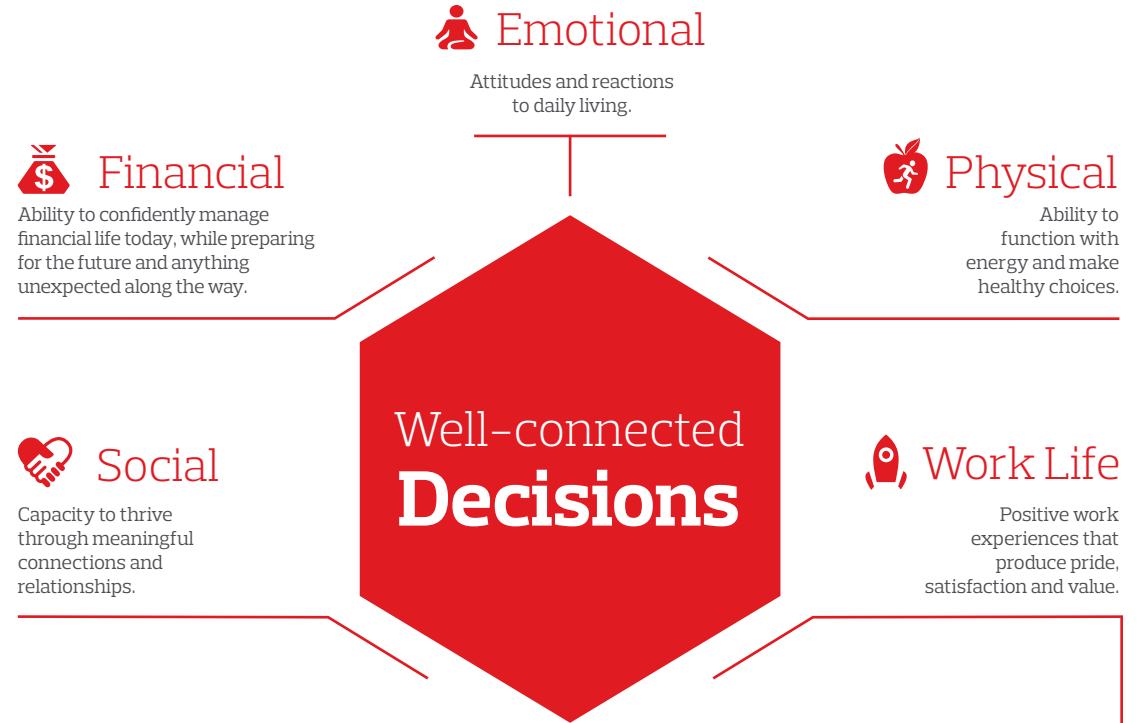 Emotional
Attitudes and reactions
to daily living.
$
Financial
Ability to confidently manage
financial life today, while preparing
for the future and anything
unexpected along the way.
Physical
Ability to
function with
energy and make
healthy choices.
Well-connected
Decisions
Social
Capacity to thrive
through meaningful
connections and
relationships.
Work Life
Positive work
experiences that
produce pride,
satisfaction and value.